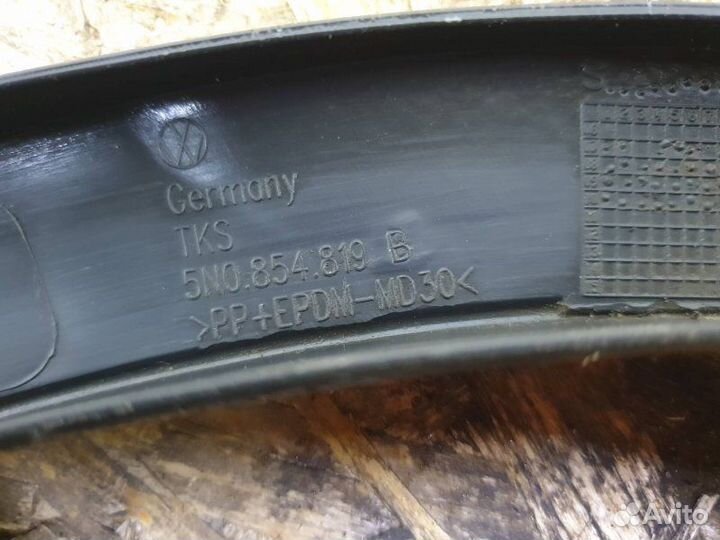 Germany
TKS
5N0.854.819 B
>PP+EPDM-MD30<
Avito